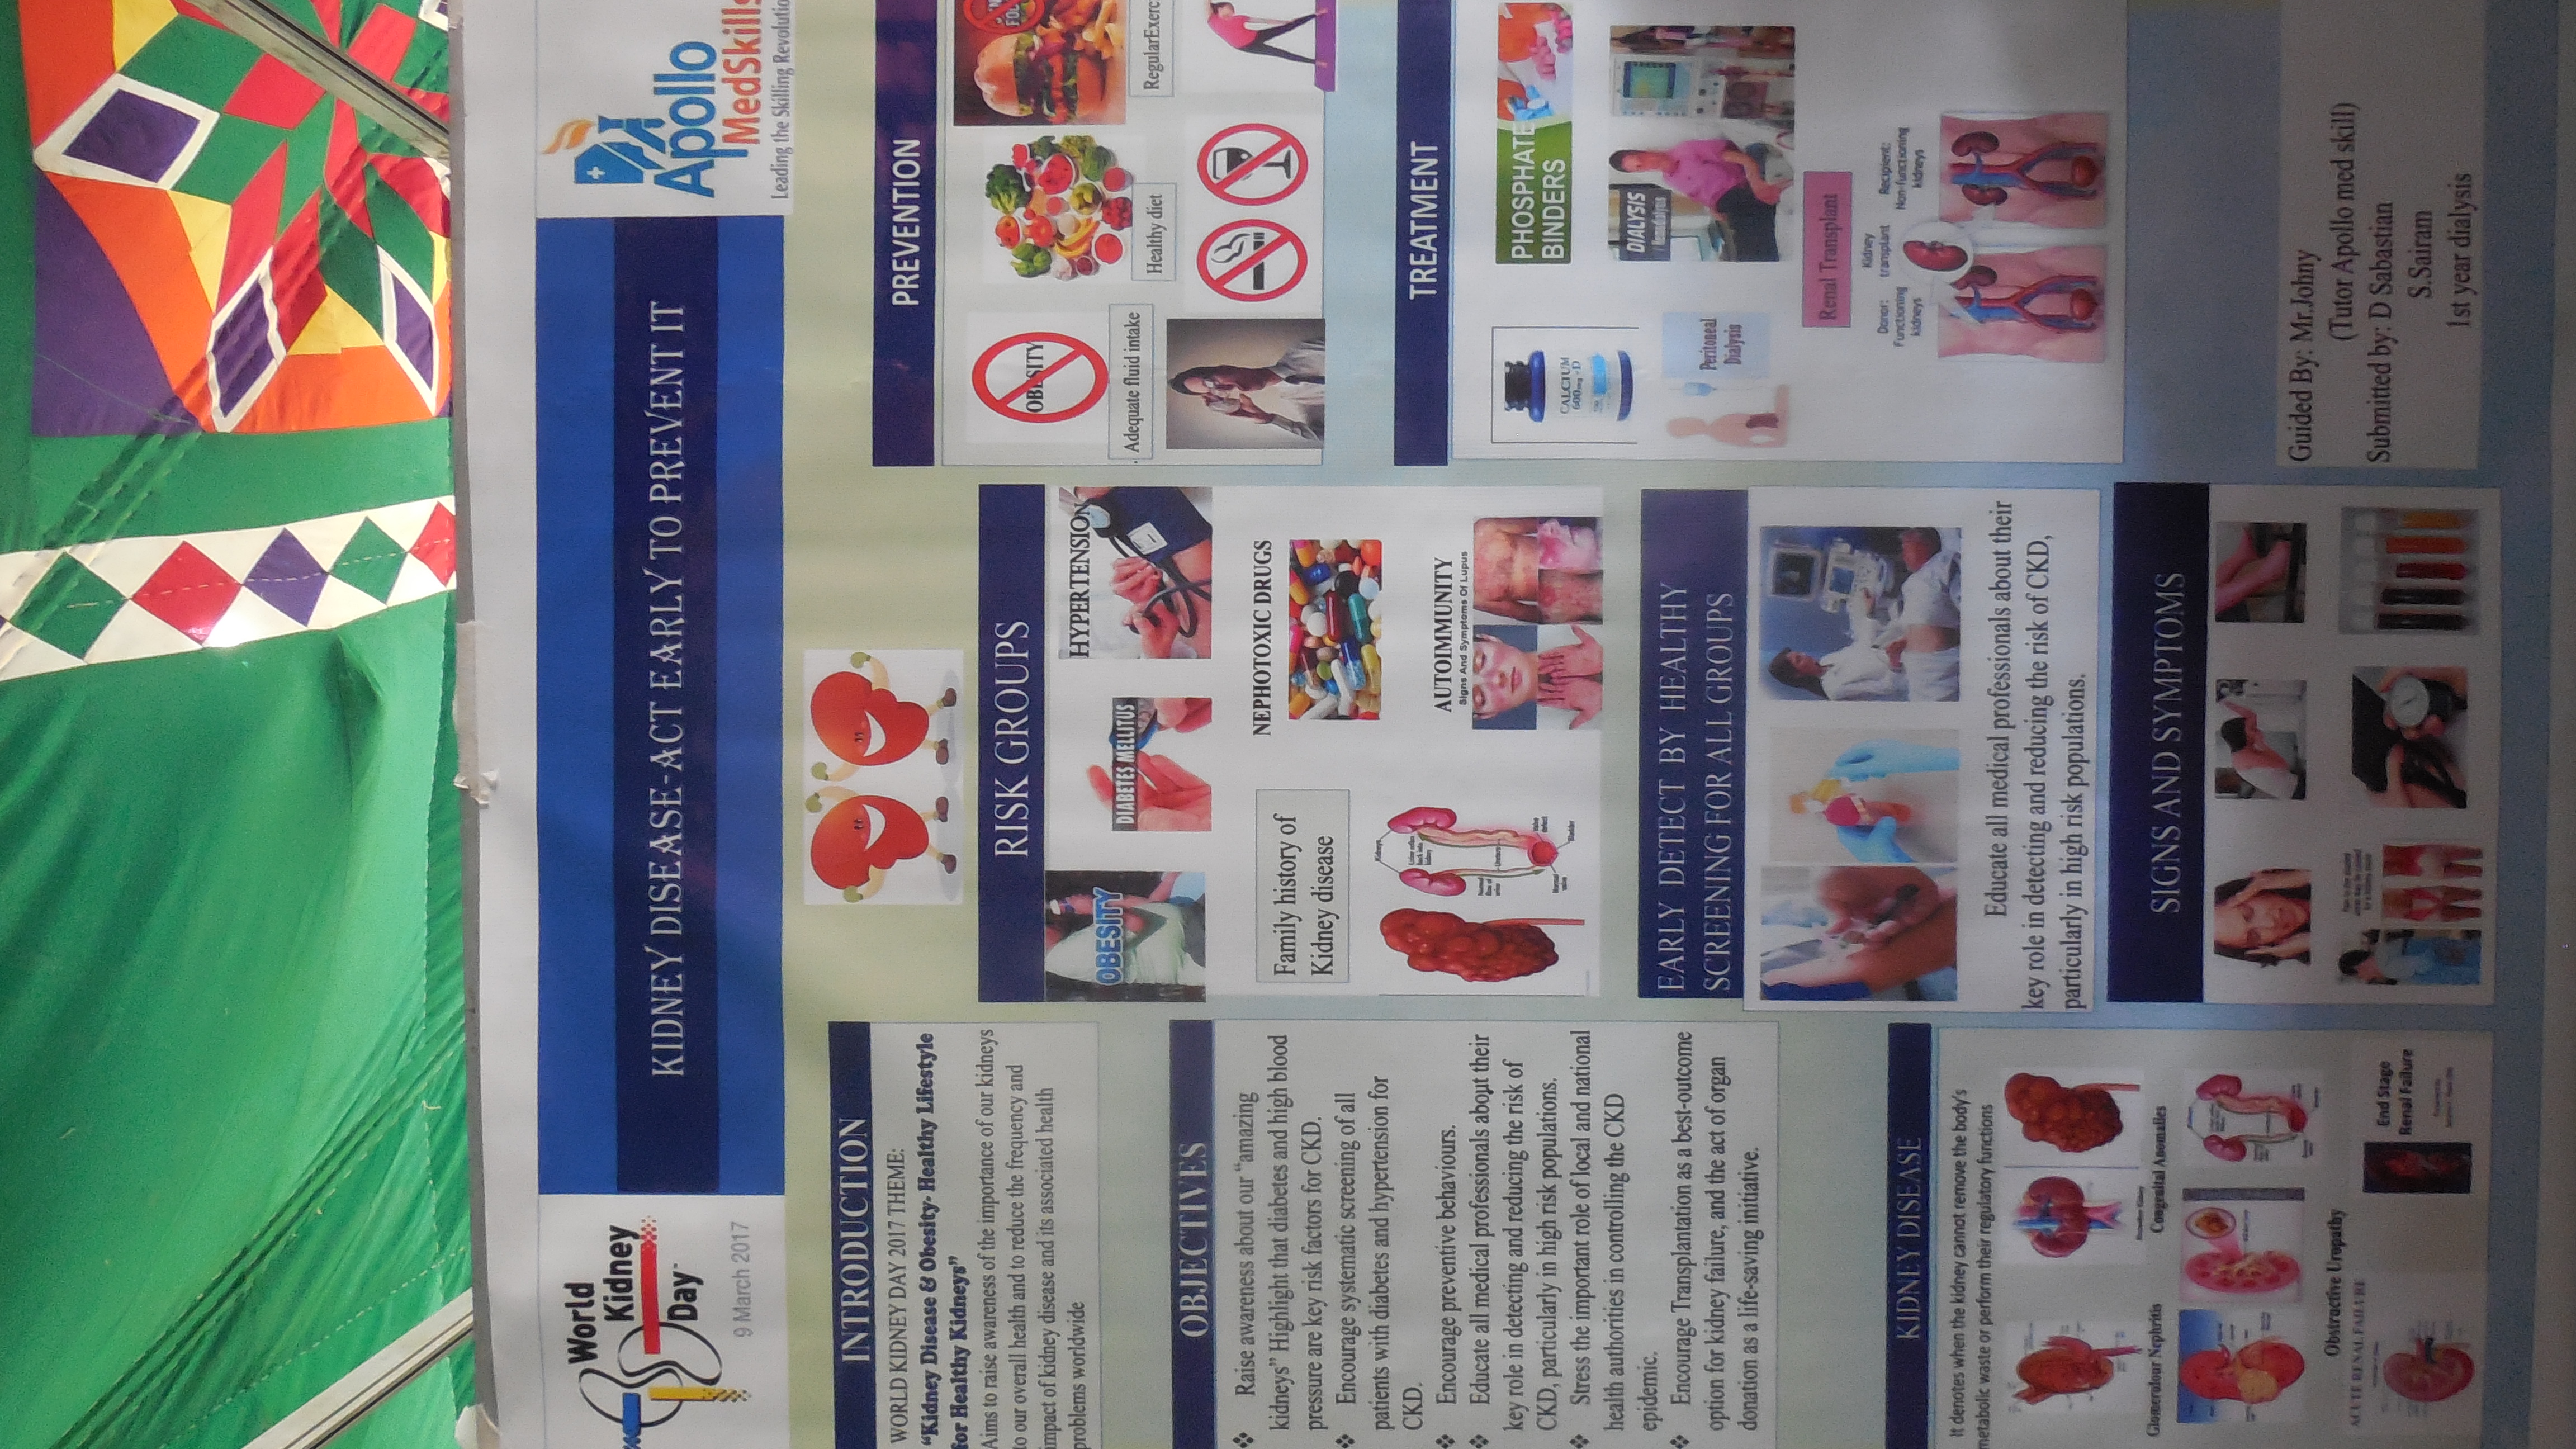 World
Kidney
Day
9 March 2017
KIDNEY DISEASE-ACT EARLY TO PREVENT IT
Apollo
MedSkills
Leading the Skilling Revolutio
INTRODUCTION
WORLD KIDNEY DAY 2017 THEME:
"Kidney Disease & Obesity- Healthy Lifestyle
for Healthy Kidneys"
Aims to raise awareness of the importance of our kidneys
to our overall health and to reduce the frequency and
impact of kidney disease and its associated health
problems worldwide
OBJECTIVES
❖ Raise awareness about our "amazing
kidneys" Highlight that diabetes and high blood
pressure are key risk factors for CKD.
❖ Encourage systematic screening of all
patients with diabetes and hypertension for
CKD.
❖ Encourage preventive behaviours.
❖ Educate all medical professionals about their
key role in detecting and reducing the risk of
CKD, particularly in high risk populations.
❖ Stress the important role of local and national
health authorities in controlling the CKD
epidemic.
❖ Encourage Transplantation as a best-outcome
option for kidney failure, and the act of organ
donation as a life-saving initiative.
KIDNEY DISEASE
It denotes when the kidney cannot remove the body's
metabolic waste or perform their regulatory functions
Glomerulour Nephritis
Congenital Anomalies
Obstructive Uropathy
ACUTE RENAL FAILURE
End Stage
Renal Failure
RISK GROUPS
OBESITY
DIABETES MELLITUS
HYPERTENSION
Family history of
Kidney disease
NEPHOTOXIC DRUGS
AUTOIMMUNITY
Signs And Symptoms Of Lupus
EARLY DETECT BY HEALTHY
SCREENING FOR ALL GROUPS
Educate all medical professionals about their
key role in detecting and reducing the risk of CKD,
particularly in high risk populations.
SIGNS AND SYMPTOMS
PREVENTION
OBESITY
Healthy diet
RegularExerc
Adequate fluid intake
TREATMENT
CALCIUM
600mg+D
PHOSPHATE
BINDERS
Peritoneal
Dialysis
DIALYSIS
Renal Transplant
Donor:
Functioning
kidneys
Kidney
transplant
Recipient:
Non-functioning
kidneys
Guided By: Mr.Johny
(Tutor Apollo med skill)
Submitted by: D Sabastian
S.Sairam
1st year dialysis